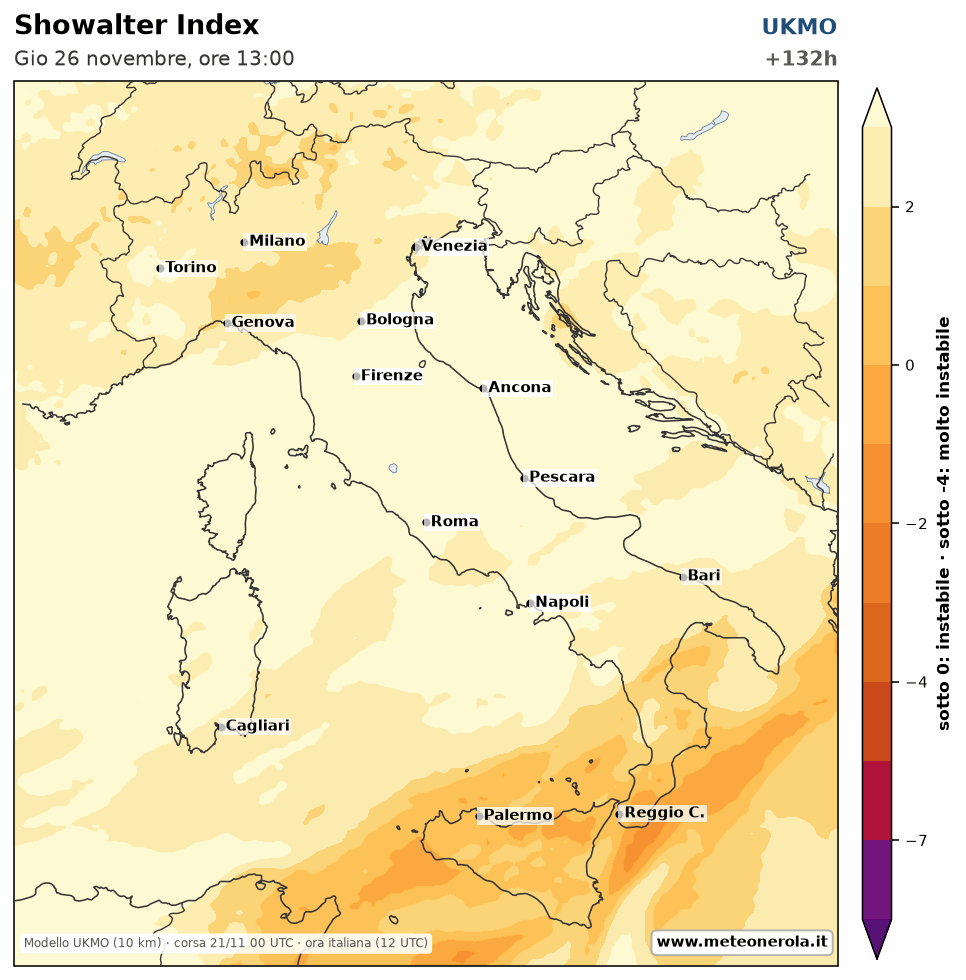 Showalter Index
UKMO
Gio 26 novembre, ore 13:00
+132h
Milano
Venezia
Torino
Genova
Bologna
Firenze
Ancona
Pescara
Roma
Bari
Napoli
Cagliari
Palermo
Reggio C.
2
0
−2
−4
−7
sotto 0: instabile · sotto -4: molto instabile
Modello UKMO (10 km) · corsa 21/11 00 UTC · ora italiana (12 UTC)
www.meteonerola.it